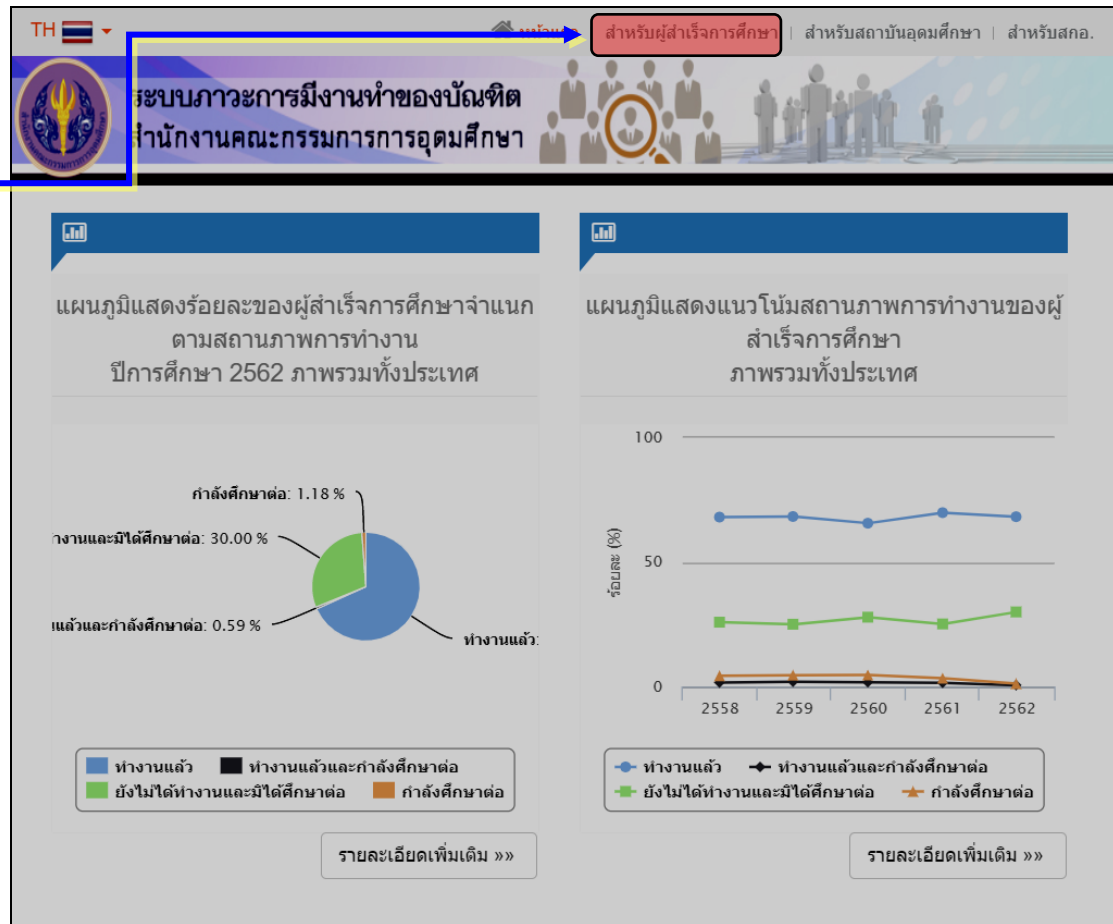 TH
สำหรับผู้สำเร็จการศึกษา | สำหรับสถาบันอุดมศึกษา | สำหรับสกอ.
ระบบภาวะการมีงานทำของบัณฑิต
สำนักงานคณะกรรมการการอุดมศึกษา
แผนภูมิแสดงร้อยละของผู้สำเร็จการศึกษาจำแนก
ตามสถานภาพการทำงาน
ปีการศึกษา 2562 ภาพรวมทั้งประเทศ
กำลังศึกษาต่อ: 1.18 %
างานและมิได้ศึกษาต่อ: 30.00 %
แล้วและกำลังศึกษาต่อ: 0.59 %
ทำงานแล้ว:
ทำงานแล้ว ทำงานแล้วและกำลังศึกษาต่อ
ยังไม่ได้ทำงานและมิได้ศึกษาต่อ กำลังศึกษาต่อ
รายละเอียดเพิ่มเติม »»
แผนภูมิแสดงแนวโน้มสถานภาพการทำงานของผู้
สำเร็จการศึกษา
ภาพรวมทั้งประเทศ
ร้อยละ (%)
100
50
0
2558 2559 2560 2561 2562
ทำงานแล้ว ทำงานแล้วและกำลังศึกษาต่อ
ยังไม่ได้ทำงานและมิได้ศึกษาต่อ กำลังศึกษาต่อ
รายละเอียดเพิ่มเติม »»